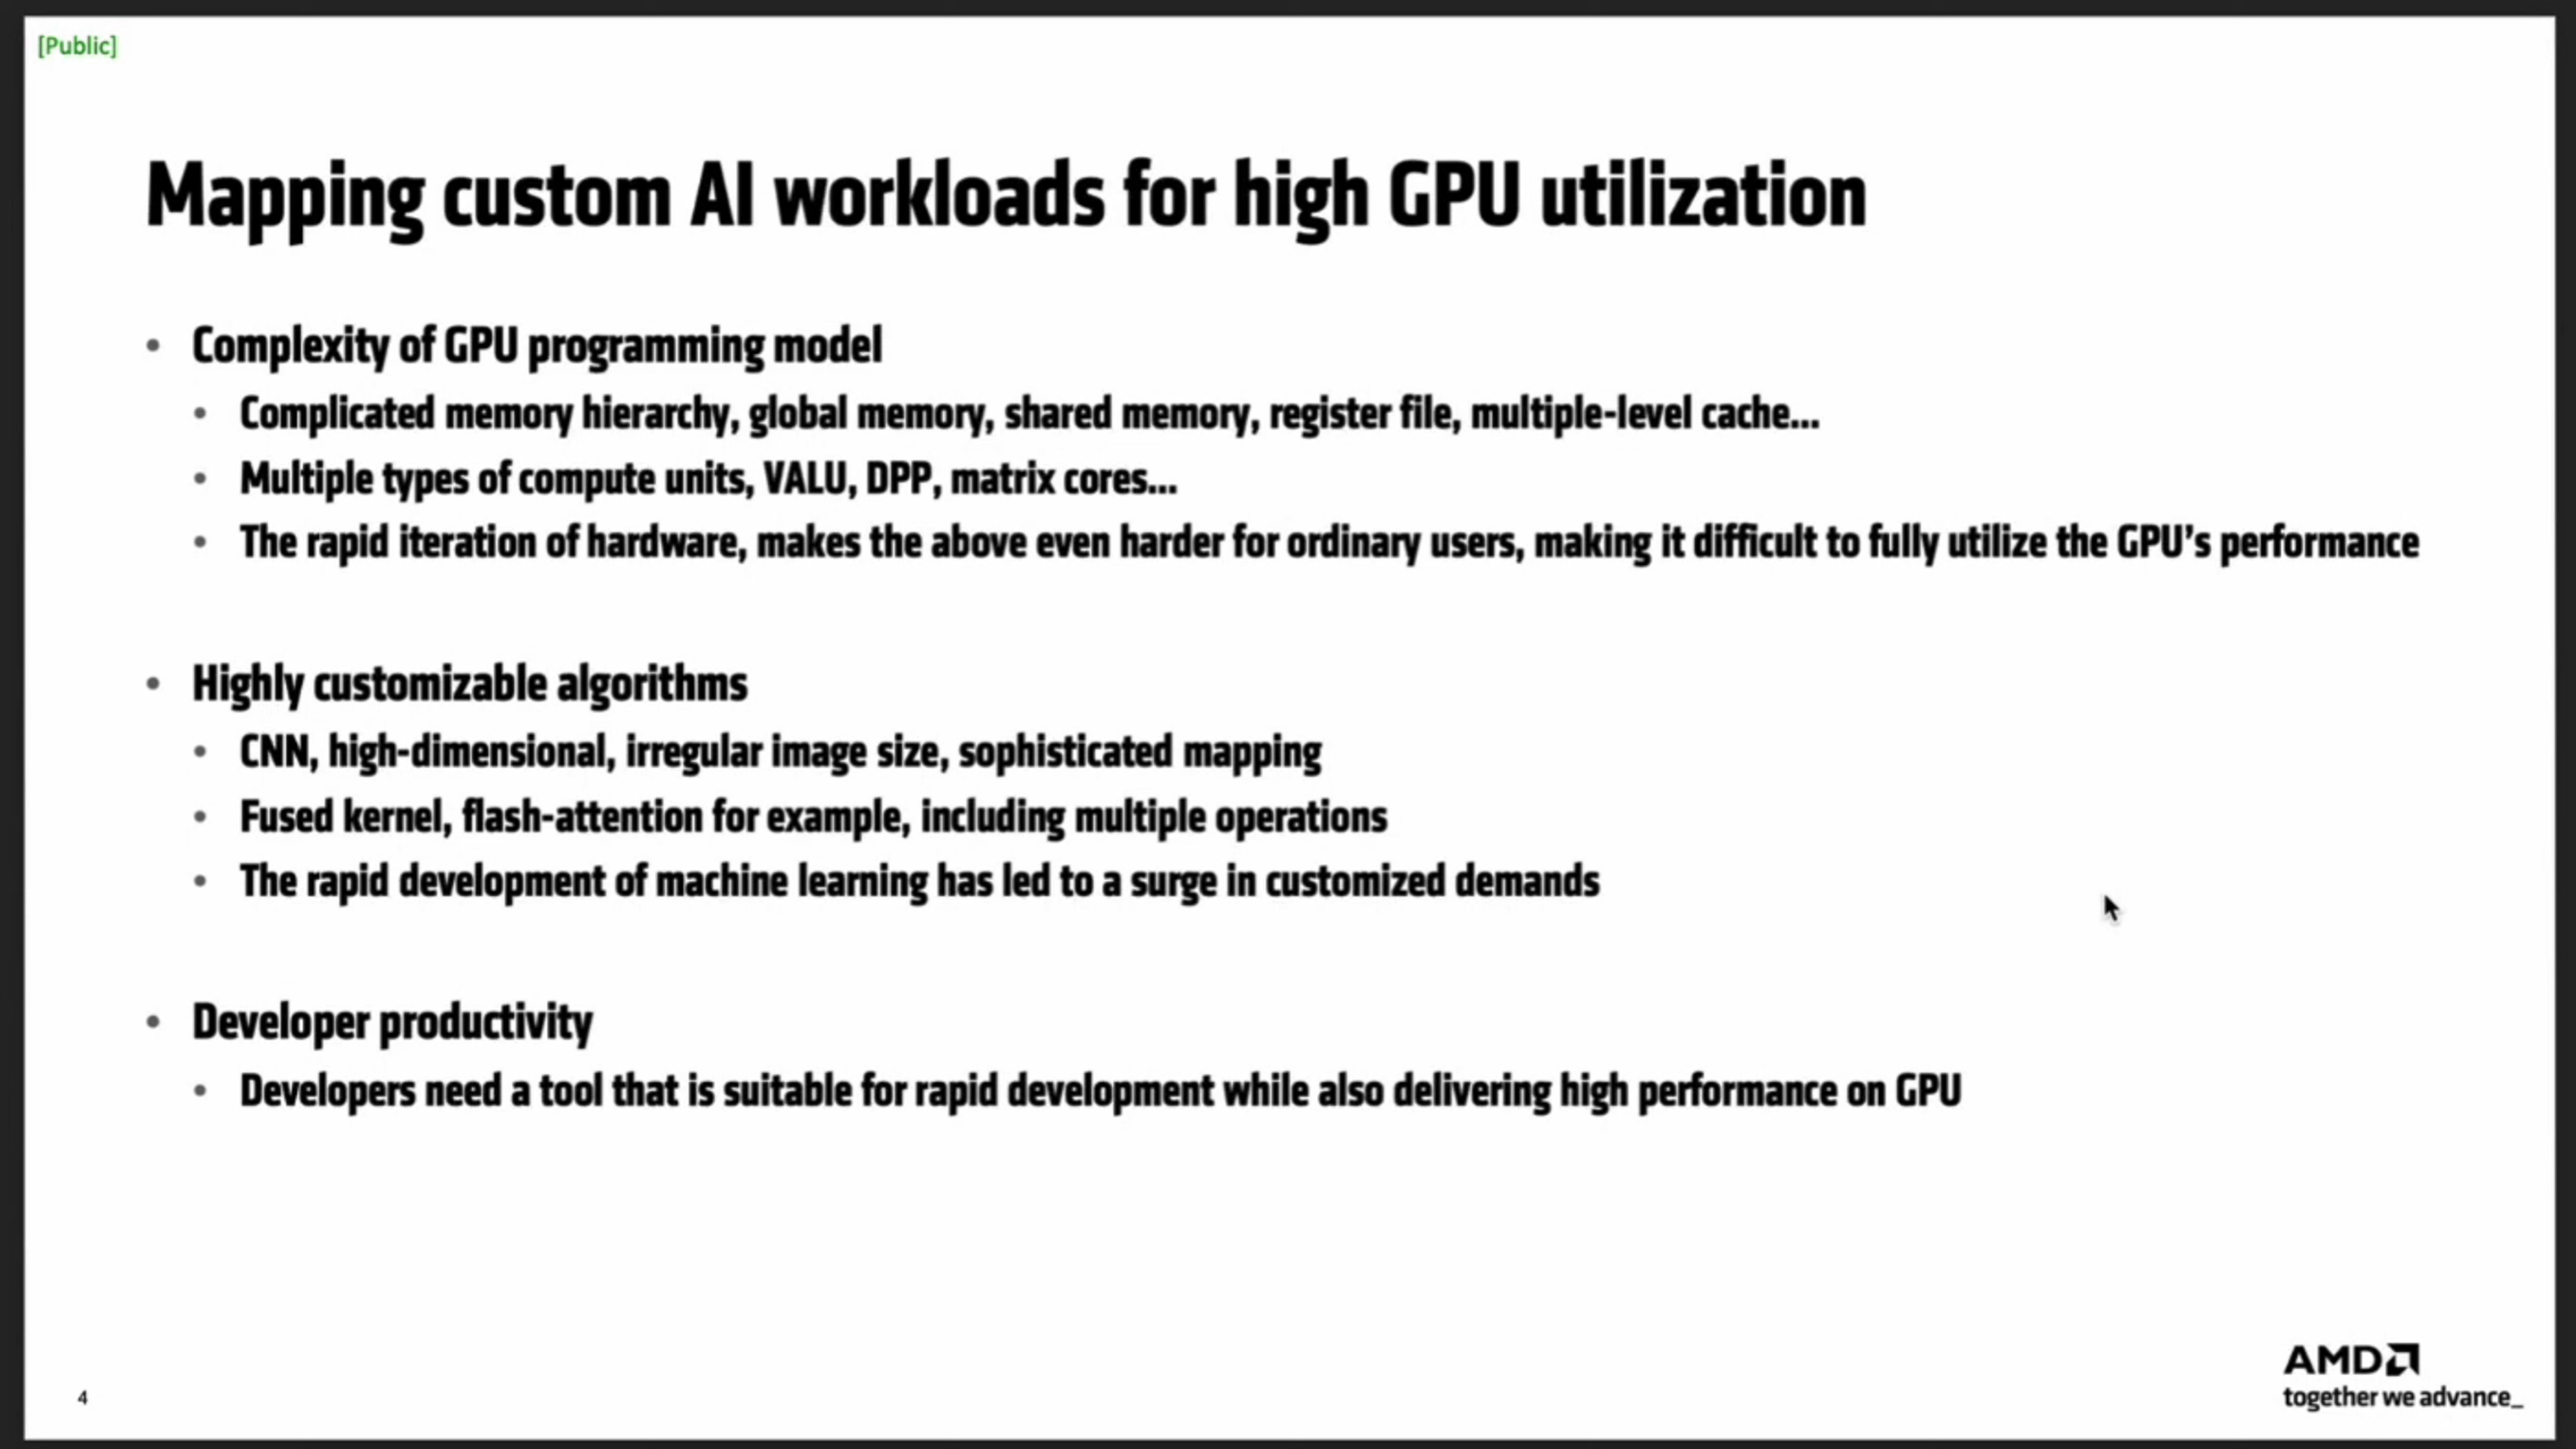 [Public]
Mapping custom AI workloads for high GPU utilization
• Complexity of GPU programming model
• Complicated memory hierarchy, global memory, shared memory, register file, multiple-level cache...
• Multiple types of compute units, VALU, DPP, matrix cores...
• The rapid iteration of hardware, makes the above even harder for ordinary users, making it difficult to fully utilize the GPU's performance
• Highly customizable algorithms
• CNN, high-dimensional, irregular image size, sophisticated mapping
• Fused kernel, flash-attention for example, including multiple operations
• The rapid development of machine learning has led to a surge in customized demands
• Developer productivity
• Developers need a tool that is suitable for rapid development while also delivering high performance on GPU
4
AMD
together we advance_